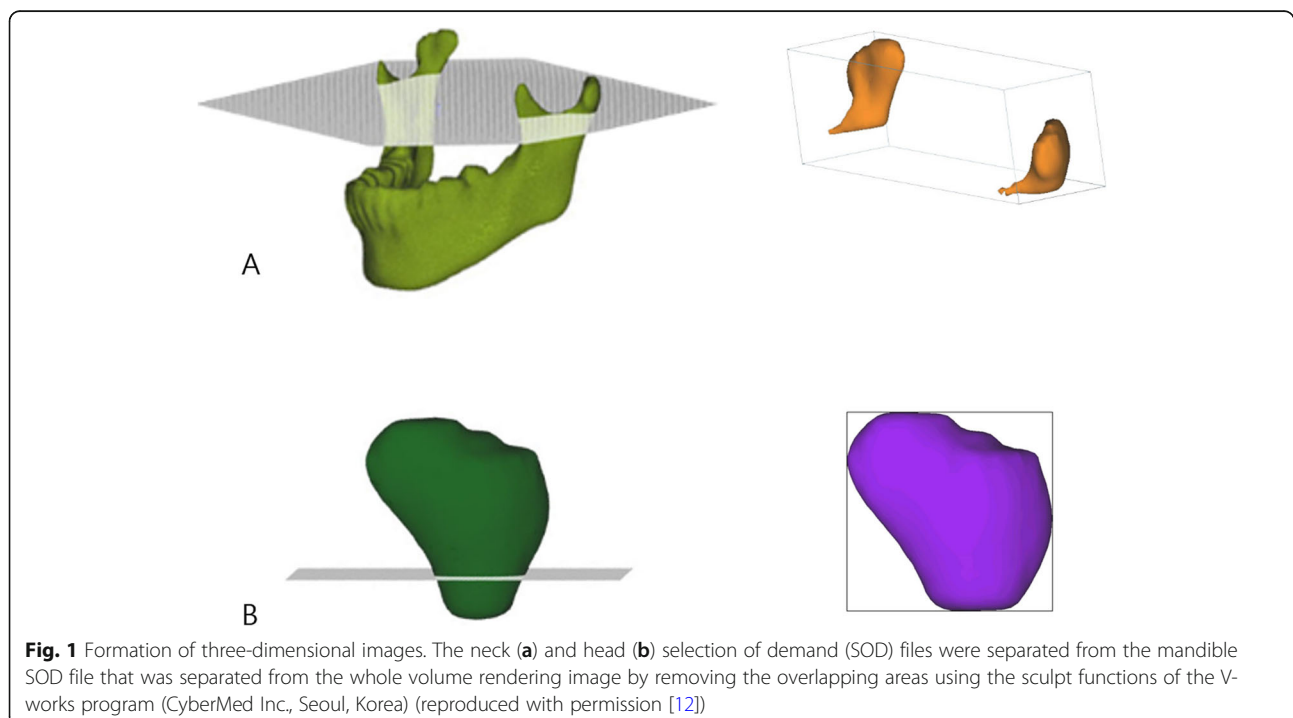 A
B
Fig. 1 Formation of three-dimensional images. The neck (a) and head (b) selection of demand (SOD) files were separated from the mandible
SOD file that was separated from the whole volume rendering image by removing the overlapping areas using the sculpt functions of the V-
works program (CyberMed Inc., Seoul, Korea) (reproduced with permission [12])